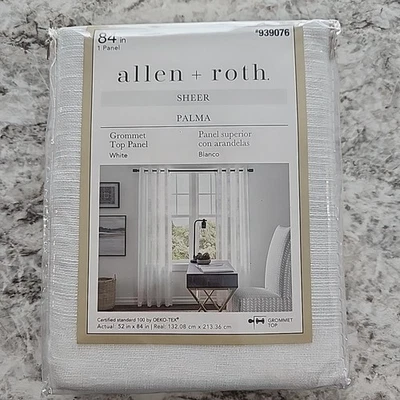 84 in
1 Panel
#939076
allen + roth.
SHEER
PALMA
Grommet
Top Panel
White
Panel superior
con arandelas
Blanco
Certified standard 100 by OEKO-TEX®
Actual: 52 in x 84 in | Real: 132.08 cm x 213.36 cm
GROMMET
TOP